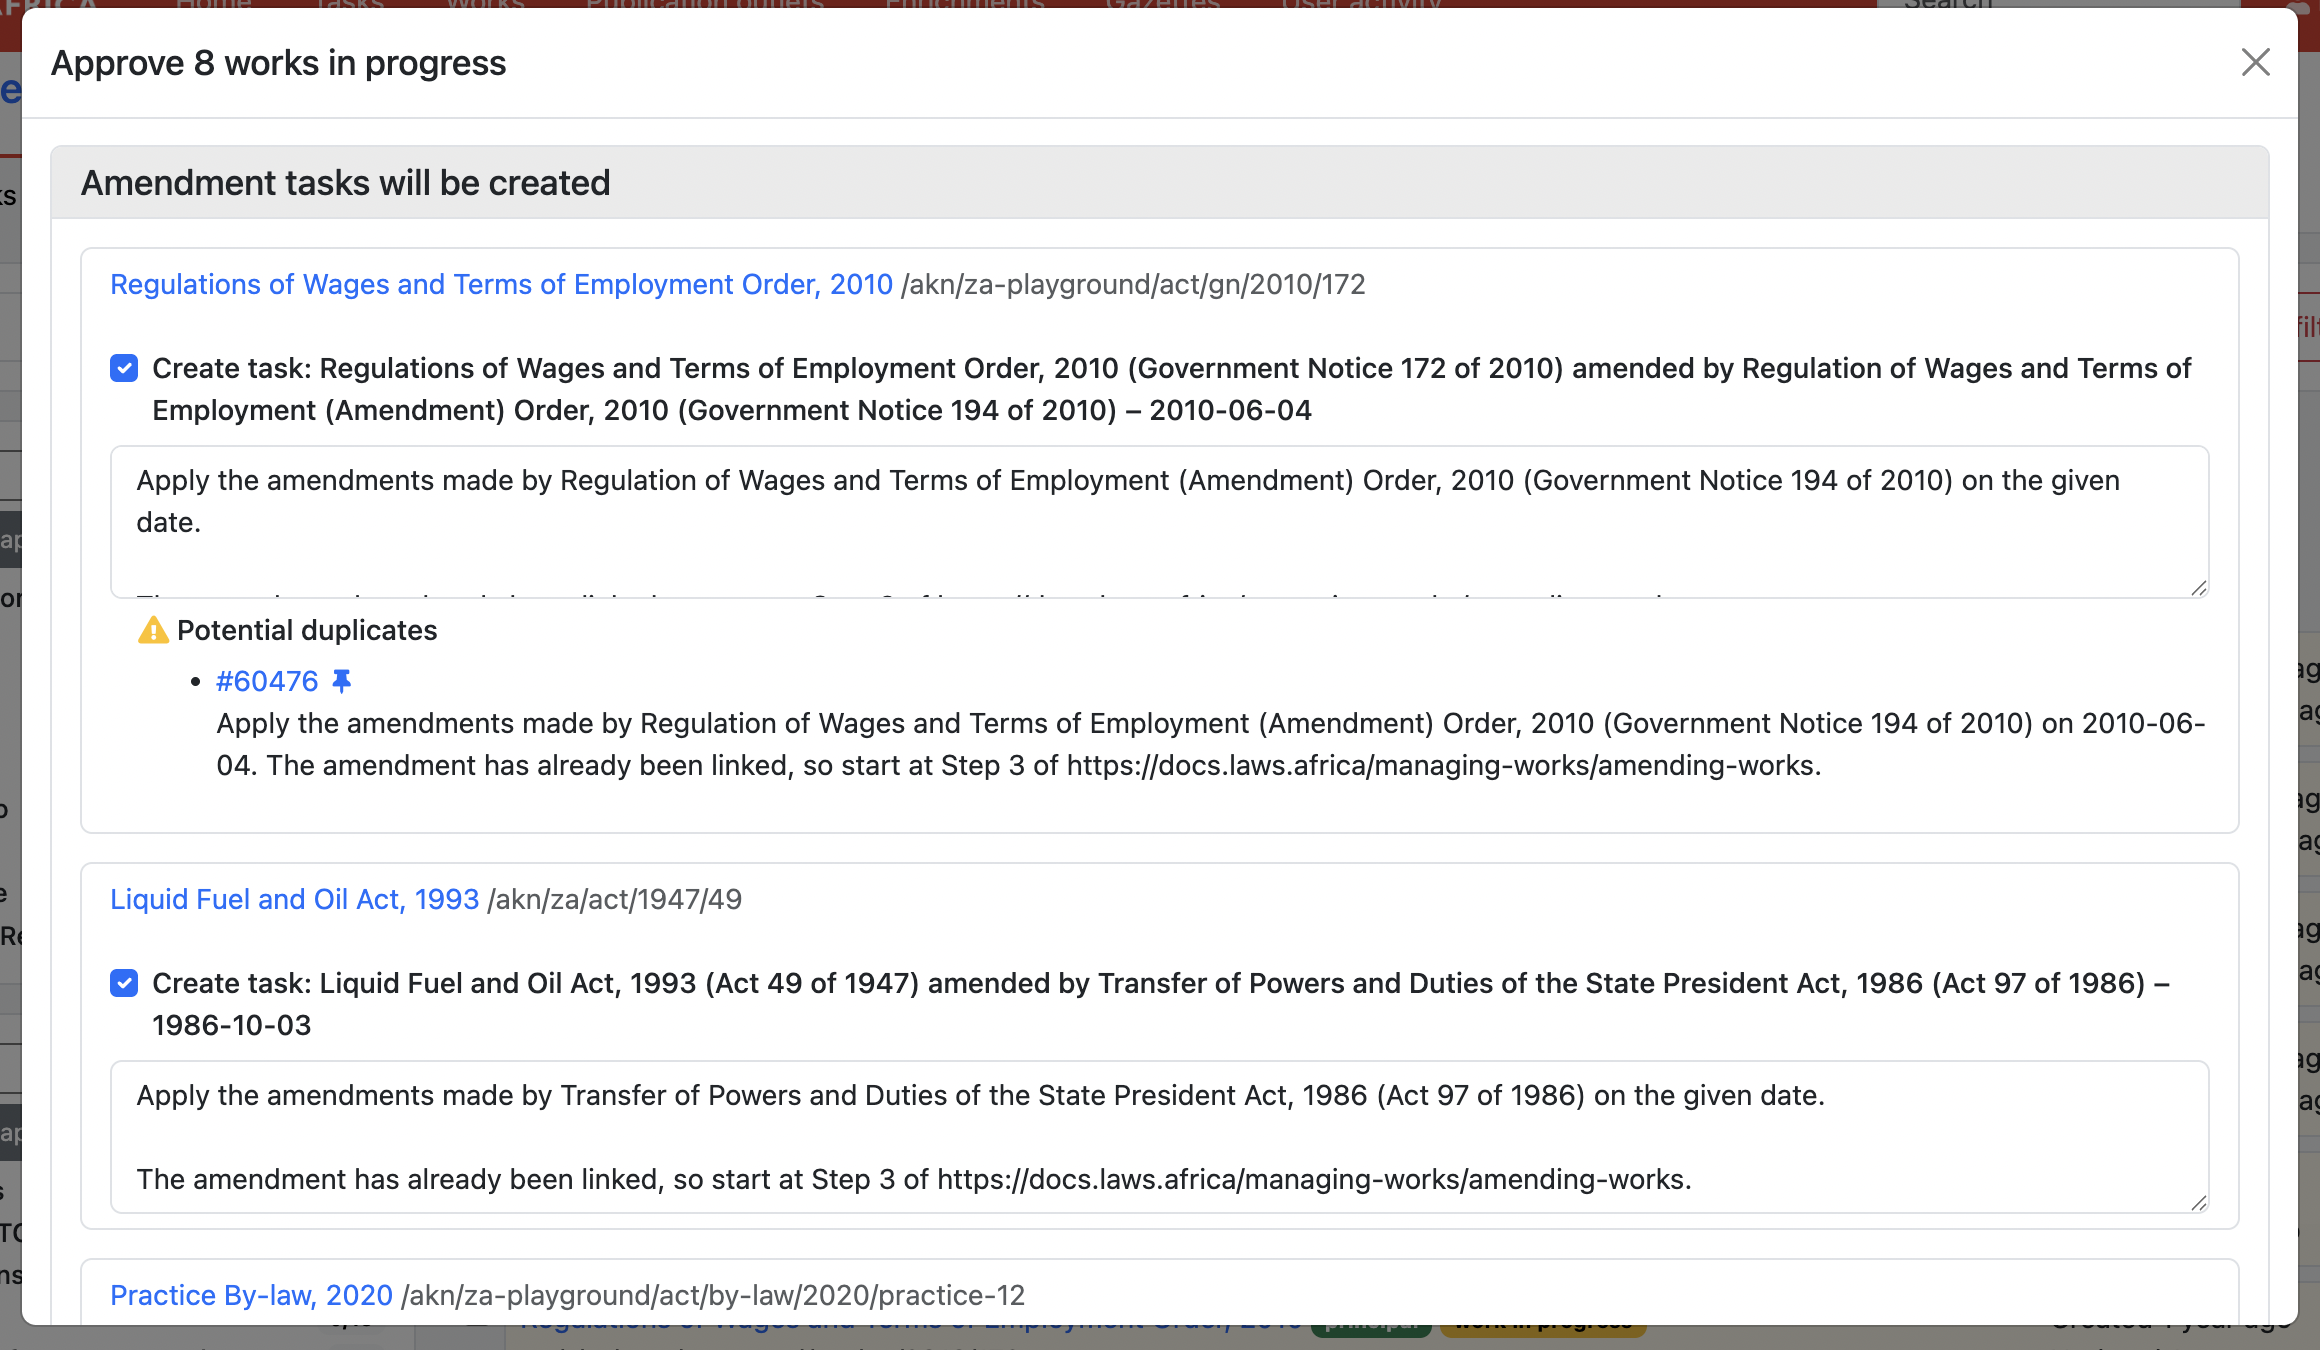 Approve 8 works in progress
Amendment tasks will be created
Regulations of Wages and Terms of Employment Order, 2010 /akn/za-playground/act/gn/2010/172
Create task: Regulations of Wages and Terms of Employment Order, 2010 (Government Notice 172 of 2010) amended by Regulation of Wages and Terms of
Employment (Amendment) Order, 2010 (Government Notice 194 of 2010) – 2010-06-04
Apply the amendments made by Regulation of Wages and Terms of Employment (Amendment) Order, 2010 (Government Notice 194 of 2010) on the given
date.
Potential duplicates
• #60476
Apply the amendments made by Regulation of Wages and Terms of Employment (Amendment) Order, 2010 (Government Notice 194 of 2010) on 2010-06-
04. The amendment has already been linked, so start at Step 3 of https://docs.laws.africa/managing-works/amending-works.
Liquid Fuel and Oil Act, 1993 /akn/za/act/1947/49
Create task: Liquid Fuel and Oil Act, 1993 (Act 49 of 1947) amended by Transfer of Powers and Duties of the State President Act, 1986 (Act 97 of 1986) –
1986-10-03
Apply the amendments made by Transfer of Powers and Duties of the State President Act, 1986 (Act 97 of 1986) on the given date.
The amendment has already been linked, so start at Step 3 of https://docs.laws.africa/managing-works/amending-works.
Practice By-law, 2020 /akn/za-playground/act/by-law/2020/practice-12